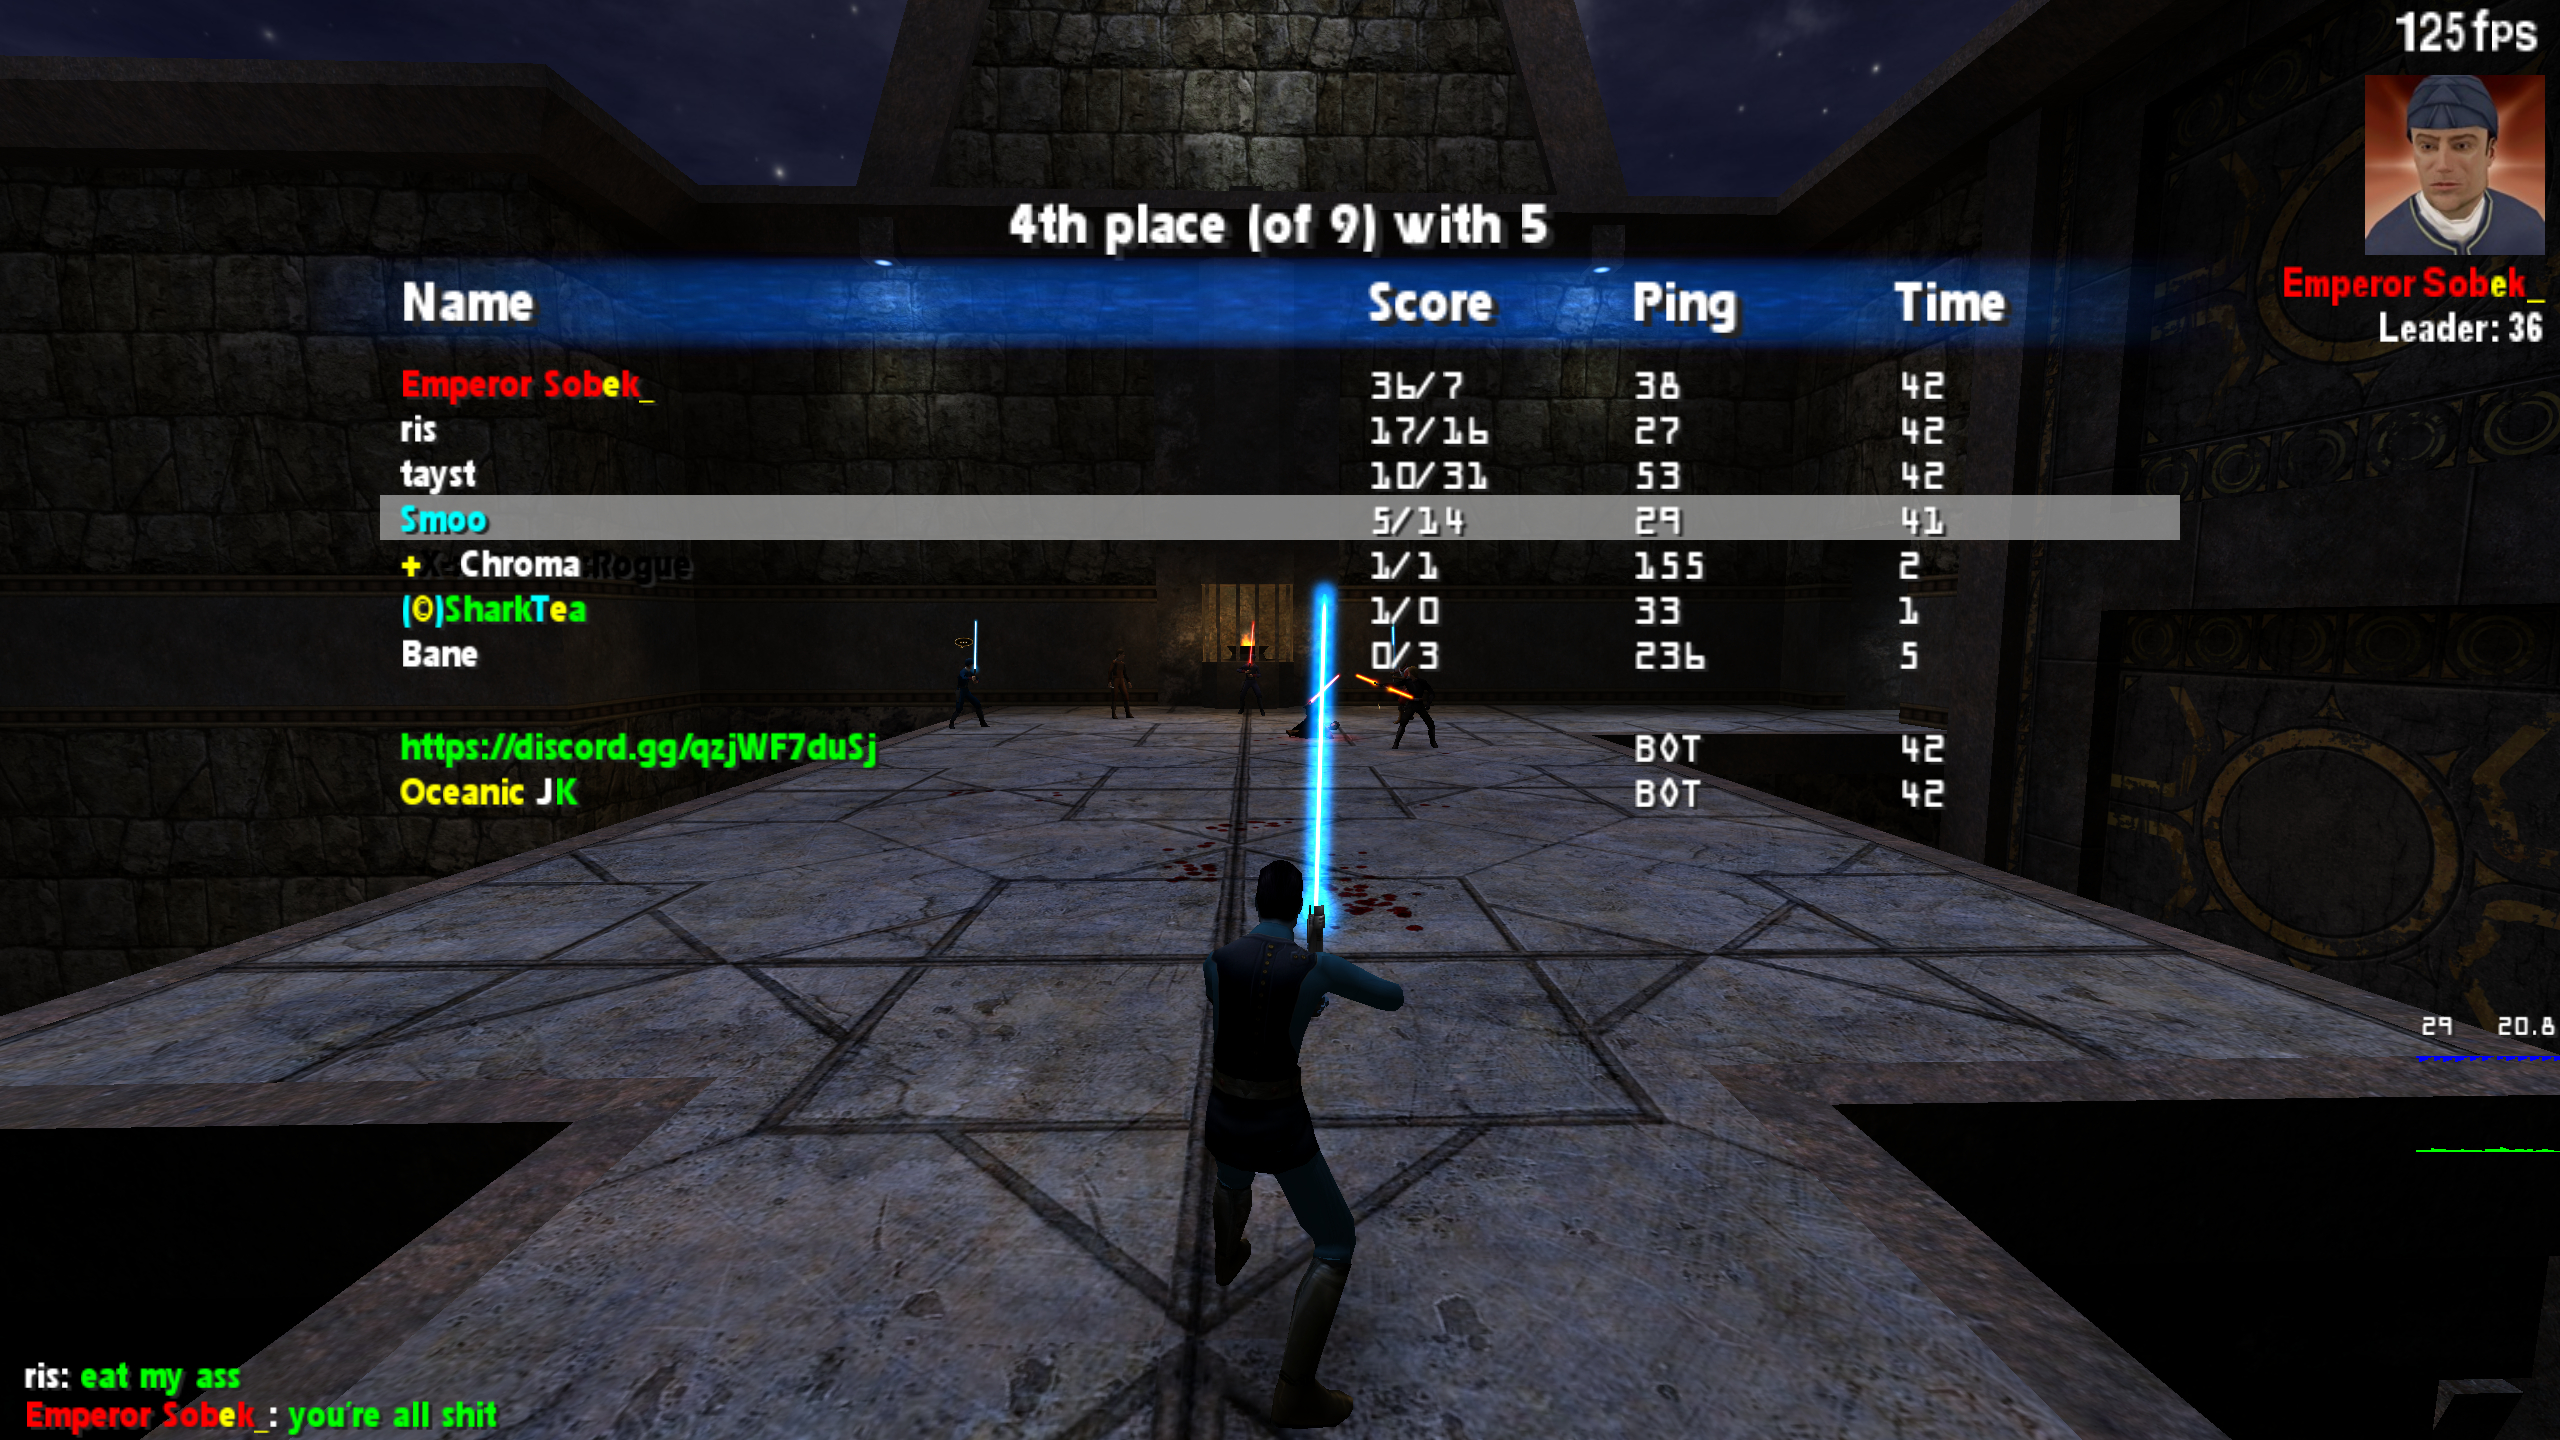 125fps
Emperor Sobek_
Leader: 36
4th place (of 9) with 5
Name Score Ping Time
Emperor Sobek_ 36/7 38 42
ris 17/16 27 42
tayst 10/31 53 42
Smoo 5/14 29 41
+X- Chroma Rogue 1/1 155 2
(©)SharkTea 1/0 33 1
Bane 0/3 236 5
https://discord.gg/qzjWF7duSj BOT 42
Oceanic JK BOT 42
29 20.8
ris: eat my ass
Emperor Sobek_: you're all shit